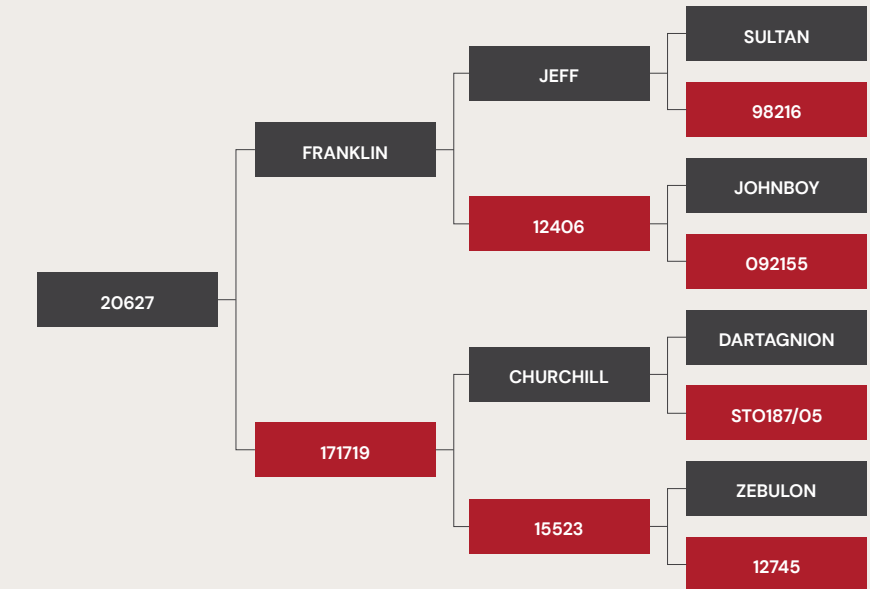 SULTAN
JEFF
98216
FRANKLIN
JOHNBOY
12406
092155
20627
DARTAGNION
CHURCHILL
STO187/05
171719
ZEBULON
15523
12745